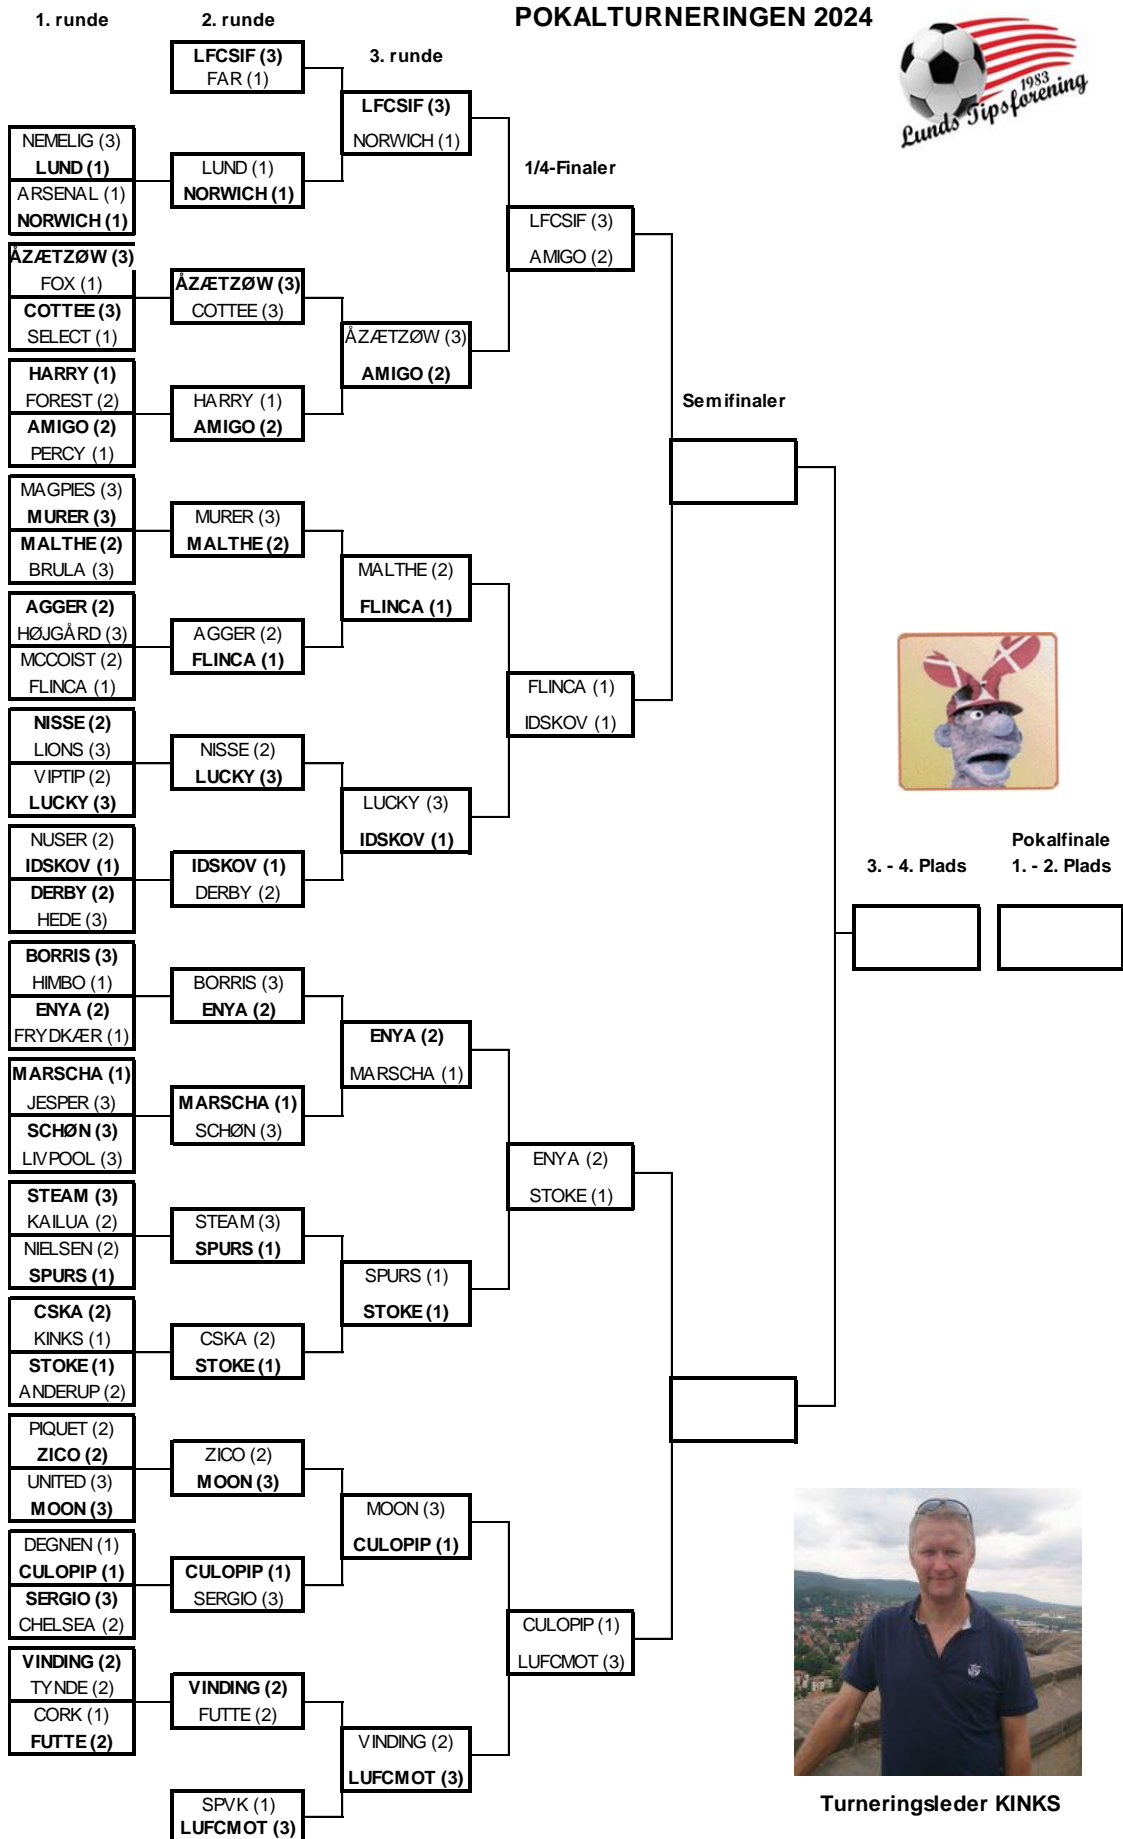 POKALTURNERINGEN 2024
1983
Lunds Tipsforening
1. runde
NEMELIG (3)
LUND (1)
ARSENAL (1)
NORWICH (1)
ÅZÆTZØW (3)
FOX (1)
COTTEE (3)
SELECT (1)
HARRY (1)
FOREST (2)
AMIGO (2)
PERCY (1)
MAGPIES (3)
MURER (3)
MALTHE (2)
BRULA (3)
AGGER (2)
HØJGÅRD (3)
MCCOIST (2)
FLINCA (1)
NISSE (2)
LIONS (3)
VIPTIP (2)
LUCKY (3)
NUSER (2)
IDSKOV (1)
DERBY (2)
HEDE (3)
BORRIS (3)
HIMBO (1)
ENYA (2)
FRYDKÆR (1)
MARSCHA (1)
JESPER (3)
SCHØN (3)
LIVPOOL (3)
STEAM (3)
KAILUA (2)
NIELSEN (2)
SPURS (1)
CSKA (2)
KINKS (1)
STOKE (1)
ANDERUP (2)
PIQUET (2)
ZICO (2)
UNITED (3)
MOON (3)
DEGNEN (1)
CULOPIP (1)
SERGIO (3)
CHELSEA (2)
VINDING (2)
TYNDE (2)
CORK (1)
FUTTE (2)
2. runde
LFCSIF (3)
FAR (1)
LUND (1)
NORWICH (1)
ÅZÆTZØW (3)
COTTEE (3)
HARRY (1)
AMIGO (2)
MURER (3)
MALTHE (2)
AGGER (2)
FLINCA (1)
NISSE (2)
LUCKY (3)
IDSKOV (1)
DERBY (2)
BORRIS (3)
ENYA (2)
MARSCHA (1)
SCHØN (3)
STEAM (3)
SPURS (1)
CSKA (2)
STOKE (1)
ZICO (2)
MOON (3)
CULOPIP (1)
SERGIO (3)
VINDING (2)
FUTTE (2)
SPVK (1)
LUFCMOT (3)
3. runde
LFCSIF (3)
NORWICH (1)
ÅZÆTZØW (3)
AMIGO (2)
MALTHE (2)
FLINCA (1)
LUCKY (3)
IDSKOV (1)
ENYA (2)
MARSCHA (1)
SPURS (1)
STOKE (1)
MOON (3)
CULOPIP (1)
VINDING (2)
LUFCMOT (3)
1/4-Finaler
LFCSIF (3)
AMIGO (2)
FLINCA (1)
IDSKOV (1)
ENYA (2)
STOKE (1)
CULOPIP (1)
LUFCMOT (3)
Semifinaler
3. - 4. Plads
Pokalfinale
1. - 2. Plads
Turneringsleder KINKS